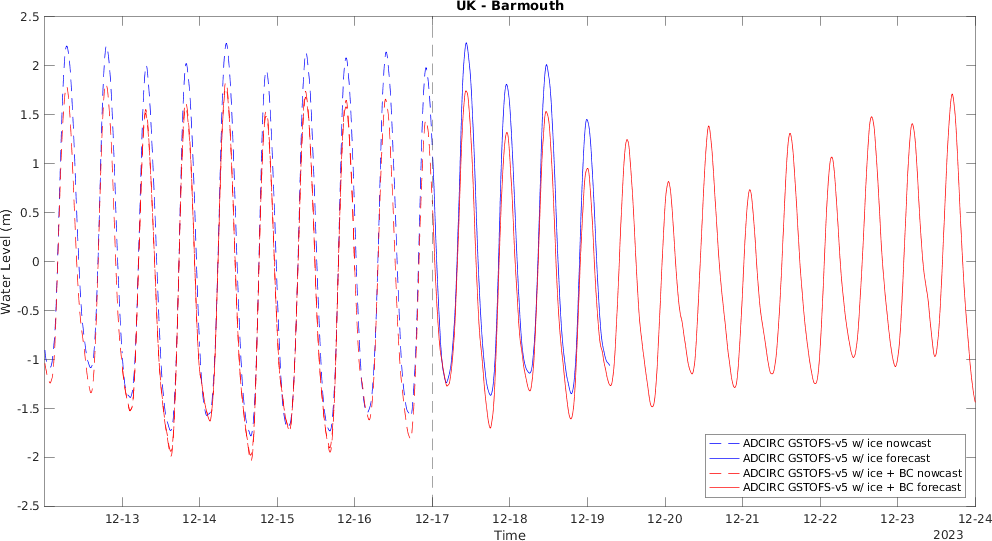 UK - Barmouth
2.5
2
1.5
1
0.5
0
-0.5
-1
-1.5
-2
-2.5
Water Level (m)
ADCIRC GSTOFS-v5 w/ ice nowcast
ADCIRC GSTOFS-v5 w/ ice forecast
ADCIRC GSTOFS-v5 w/ ice + BC nowcast
ADCIRC GSTOFS-v5 w/ ice + BC forecast
12-13 12-14 12-15 12-16 12-17 12-18 12-19 12-20 12-21 12-22 12-23 12-24
Time
2023